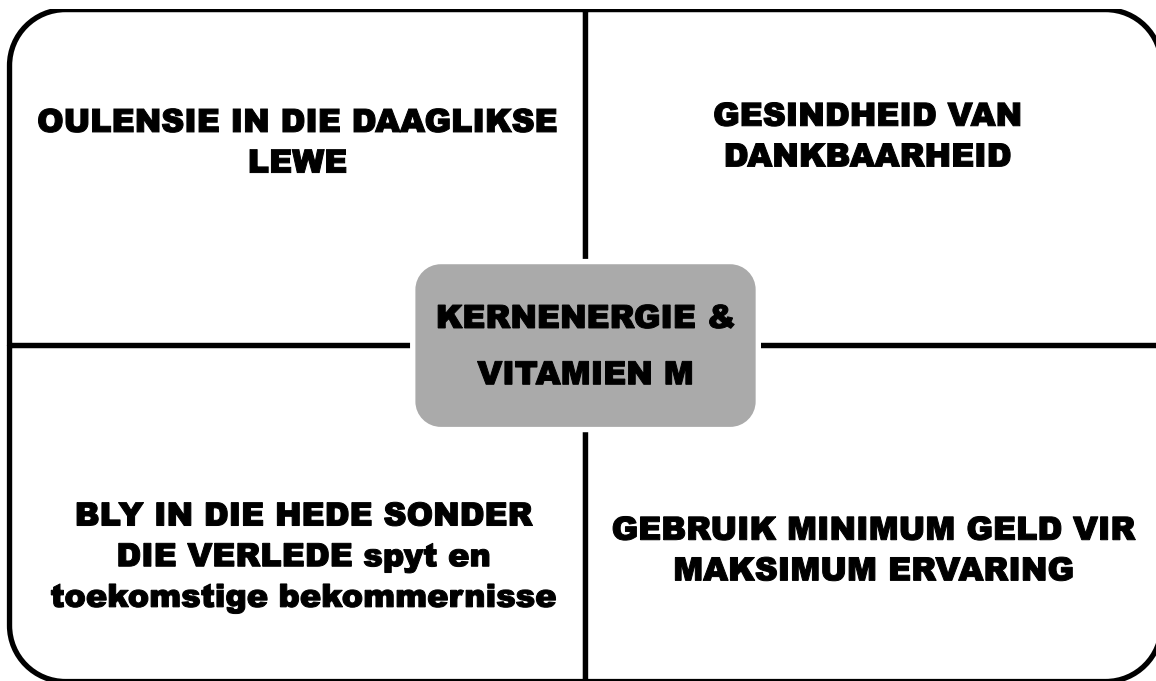 OULENSIE IN DIE DAAGLIKSE
LEWE
GESINDHEID VAN
DANKBAARHEID
KERNENERGIE &
VITAMIEN M
BLY IN DIE HEDE SONDER
DIE VERLEDE spyt en
toekomstige bekommernisse
GEBRUIK MINIMUM GELD VIR
MAKSIMUM ERVARING